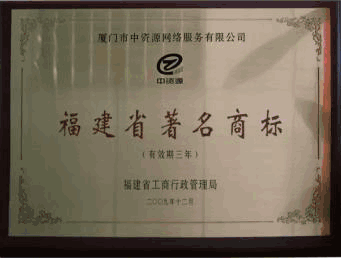 厦门市中资源网络服务有限公司
中资源
福建省著名商标
(有效期三年)
福建省工商行政管理局
二〇〇九年十二月